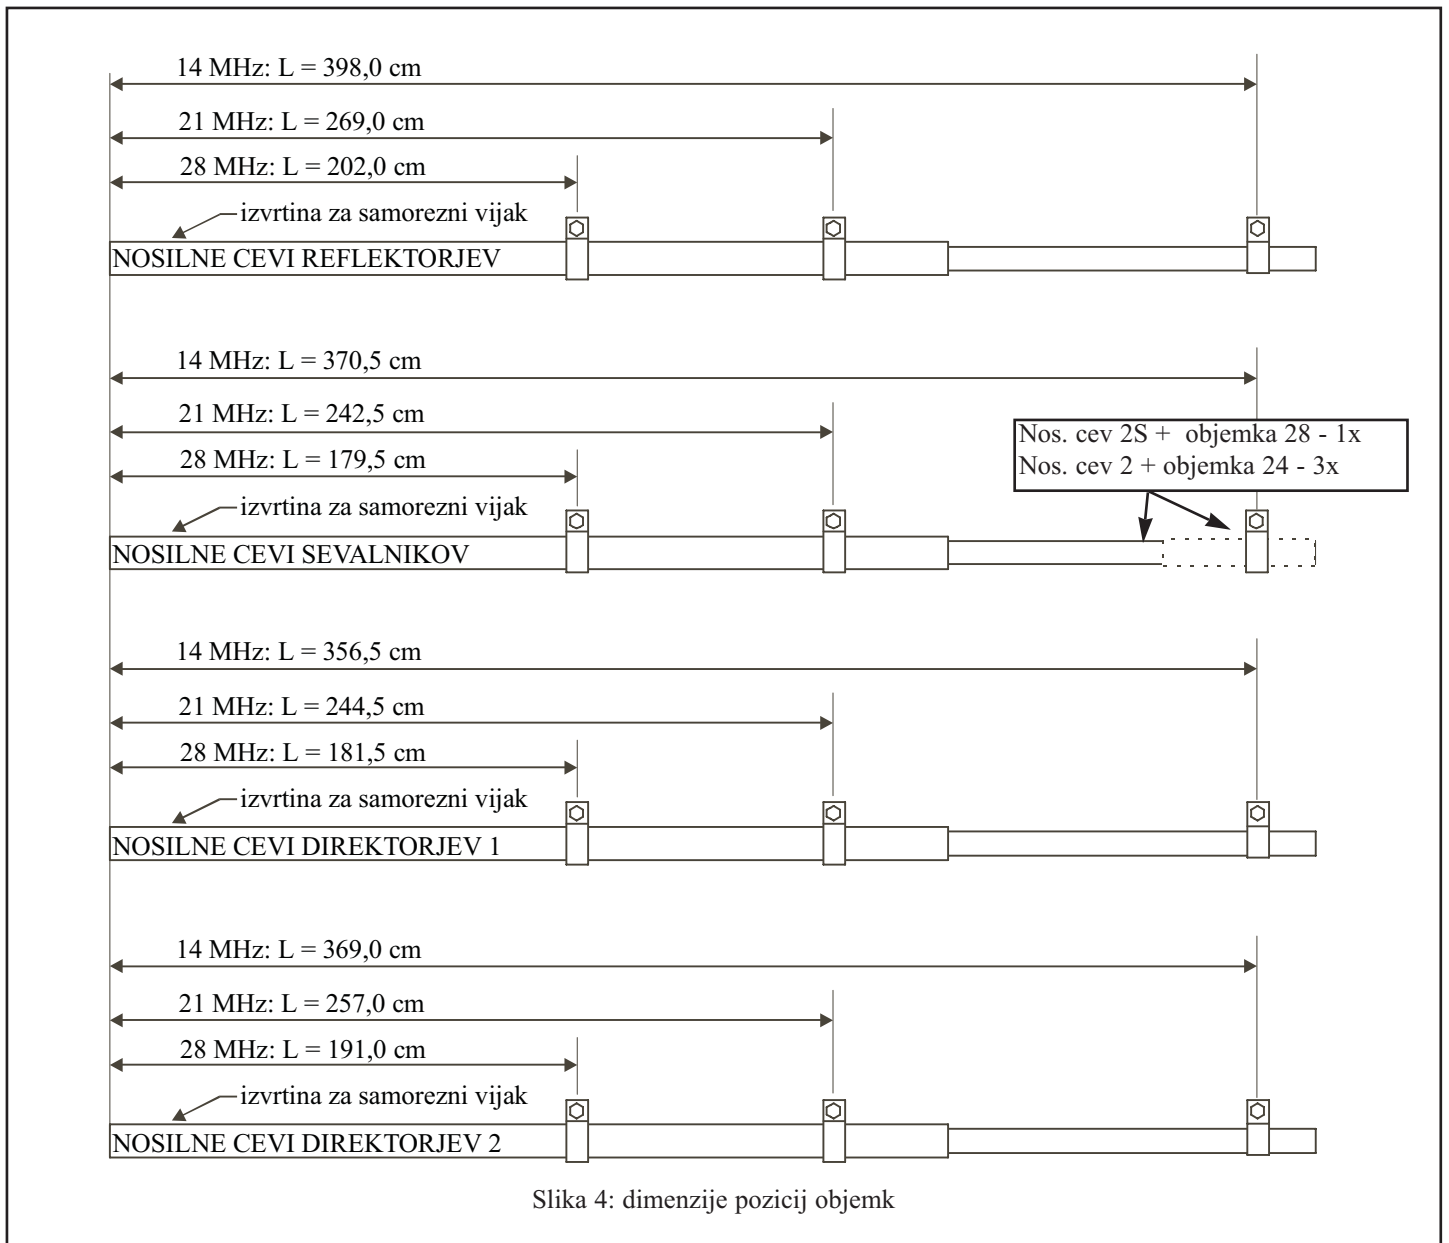 14 MHz: L = 398,0 cm
21 MHz: L = 269,0 cm
28 MHz: L = 202,0 cm
izvrtina za samorezni vijak
NOSILNE CEVI REFLEKTORJEV
14 MHz: L = 370,5 cm
21 MHz: L = 242,5 cm
Nos. cev 2S +  objemka 28 - 1x
28 MHz: L = 179,5 cm
Nos. cev 2 + objemka 24 - 3x
izvrtina za samorezni vijak
NOSILNE CEVI SEVALNIKOV
14 MHz: L = 356,5 cm
21 MHz: L = 244,5 cm
28 MHz: L = 181,5 cm
izvrtina za samorezni vijak
NOSILNE CEVI DIREKTORJEV 1
14 MHz: L = 369,0 cm
21 MHz: L = 257,0 cm
28 MHz: L = 191,0 cm
izvrtina za samorezni vijak
NOSILNE CEVI DIREKTORJEV 2
Slika 4: dimenzije pozicij objemk